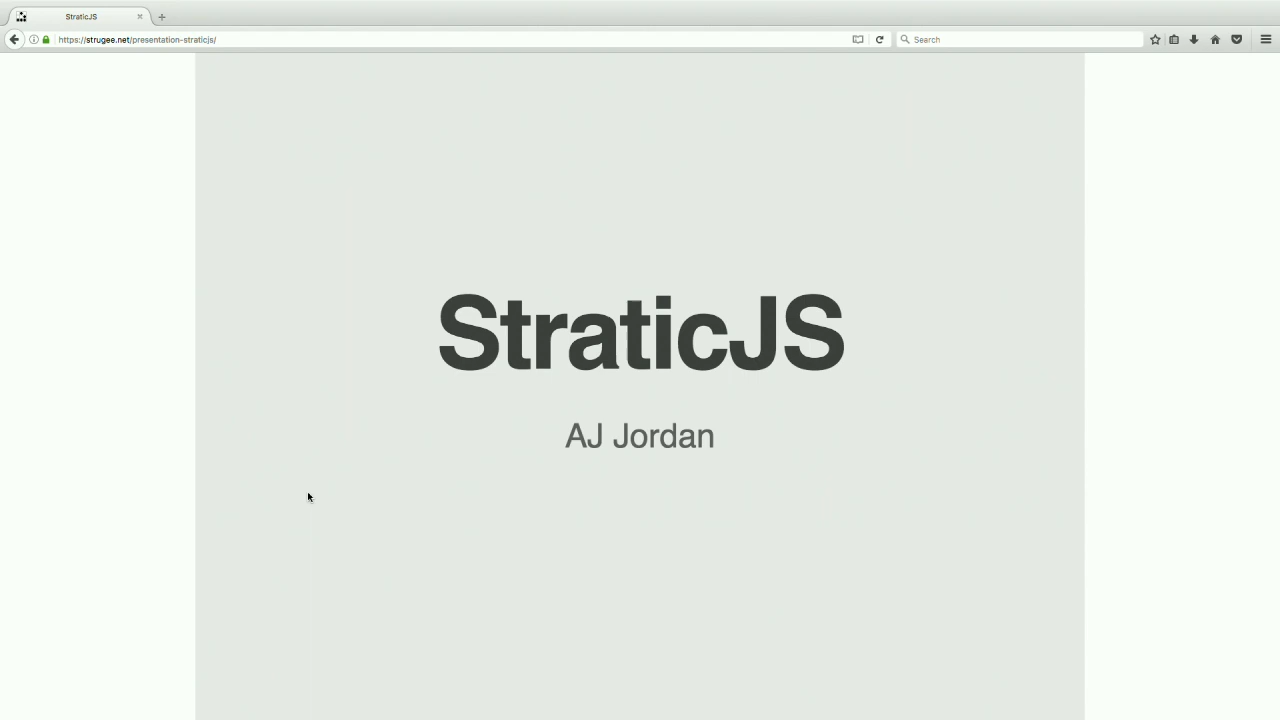 StraticJS
https://strugee.net/presentation-straticjs/
Search
StraticJS
AJ Jordan